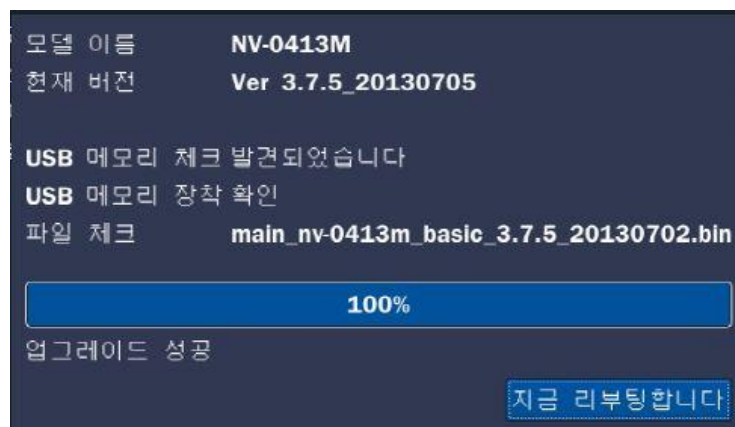 모델 이름 NV-0413M
현재 버전 Ver 3.7.5_20130705
USB 메모리 체크 발견되었습니다
USB 메모리 장착 확인
파일 체크 main_nv-0413m_basic_3.7.5_20130702.bin
100%
업그레이드 성공
지금 리부팅합니다